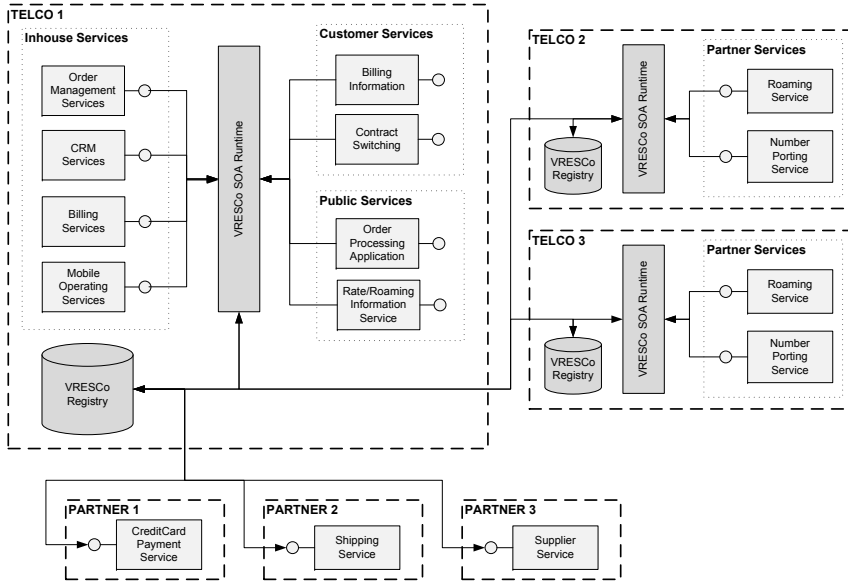 TELCO 1
Inhouse Services
Order
Management
Services
CRM
Services
Billing
Services
Mobile
Operating
Services
VRESCo SOA Runtime
Customer Services
Billing
Information
Contract
Switching
Public Services
Order
Processing
Application
Rate/Roaming
Information
Service
VRESCo
Registry
TELCO 2
VRESCo
Registry
VRESCo SOA Runtime
Partner Services
Roaming
Service
Number
Porting
Service
TELCO 3
VRESCo
Registry
VRESCo SOA Runtime
Partner Services
Roaming
Service
Number
Porting
Service
PARTNER 1
CreditCard
Payment
Service
PARTNER 2
Shipping
Service
PARTNER 3
Supplier
Service